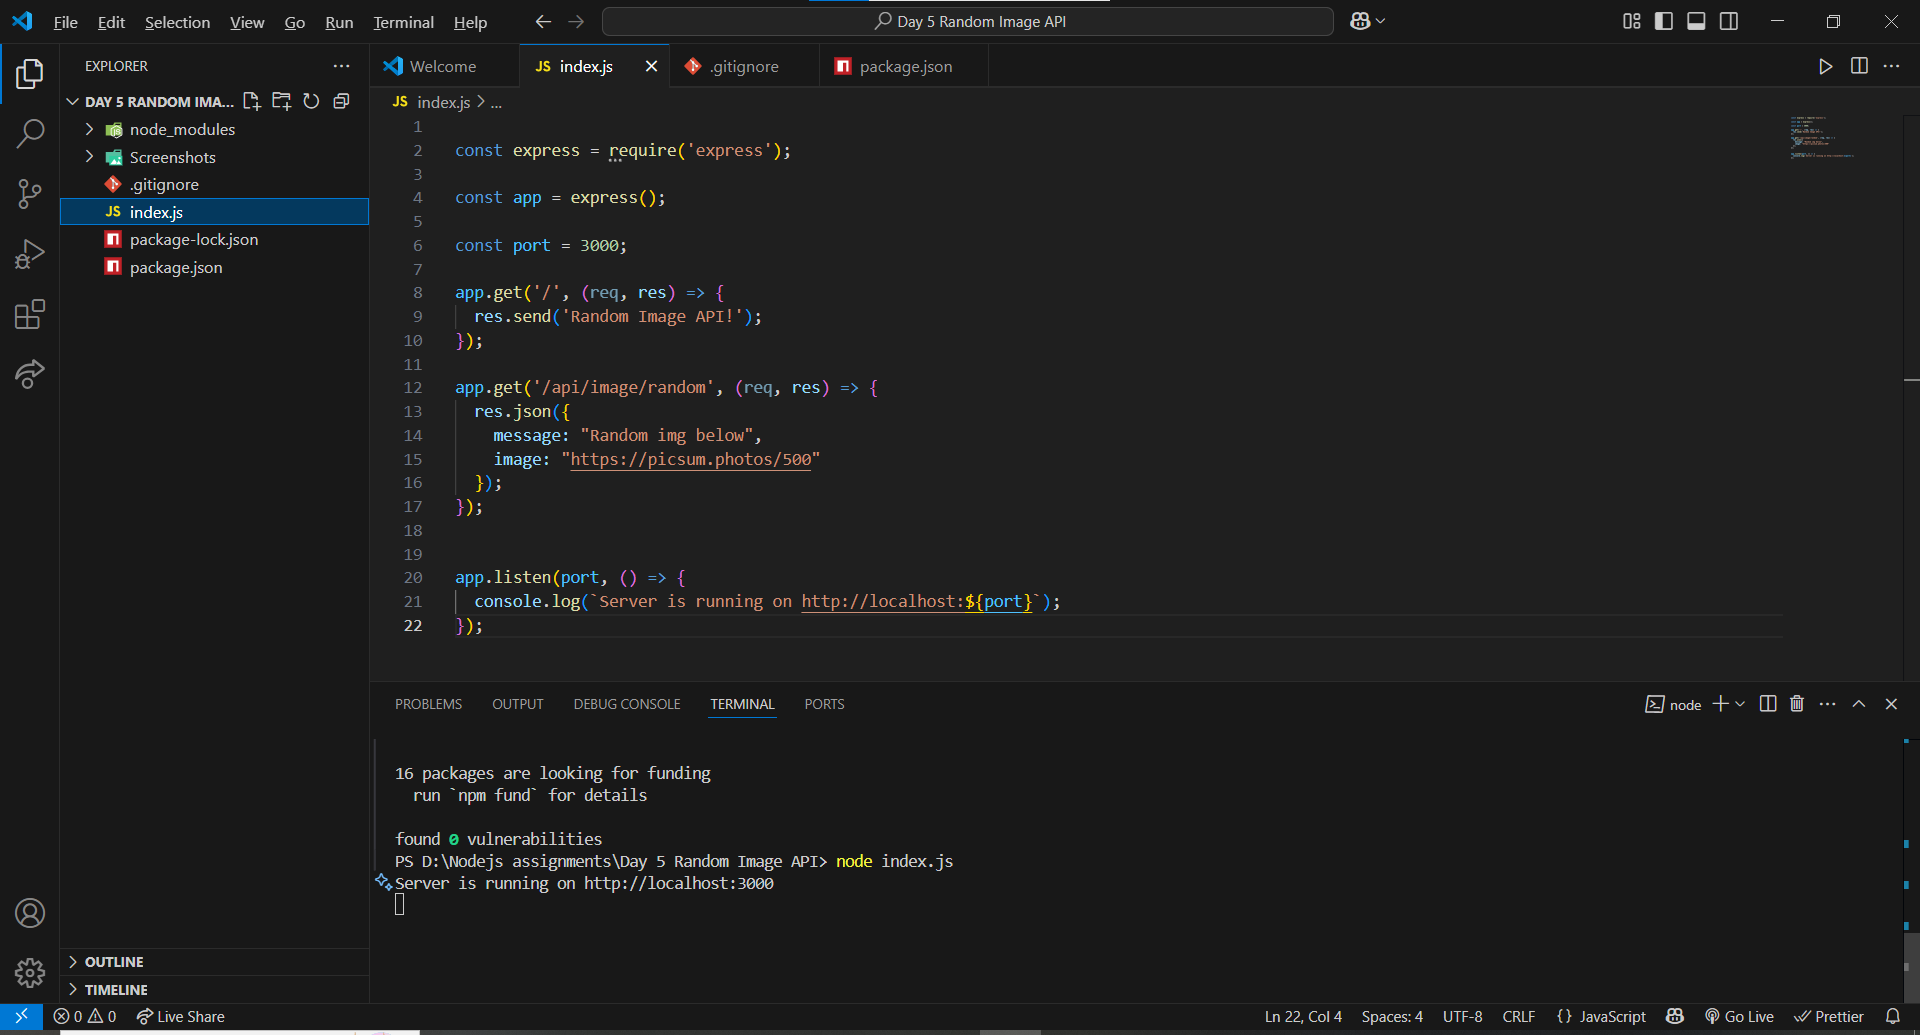 File Edit Selection View Go Run Terminal Help
Day 5 Random Image API
EXPLORER
DAY 5 RANDOM IMA...
node_modules
Screenshots
.gitignore
JS index.js
package-lock.json
package.json
OUTLINE
TIMELINE
Welcome
JS index.js
.gitignore
package.json
JS index.js > ...
1
2 const express = require('express');
3
4 const app = express();
5
6 const port = 3000;
7
8 app.get('/', (req, res) => {
9 res.send('Random Image API!');
10 });
11
12 app.get('/api/image/random', (req, res) => {
13 res.json({
14 message: "Random img below",
15 image: "https://picsum.photos/500"
16 });
17 });
18
19
20 app.listen(port, () => {
21 console.log(`Server is running on http://localhost:${port}`);
22 });
PROBLEMS OUTPUT DEBUG CONSOLE TERMINAL PORTS
node
16 packages are looking for funding
run `npm fund` for details
found 0 vulnerabilities
PS D:\Nodejs assignments\Day 5 Random Image API> node index.js
Server is running on http://localhost:3000
0 0 Live Share
Ln 22, Col 4 Spaces: 4 UTF-8 CRLF {} JavaScript Go Live Prettier